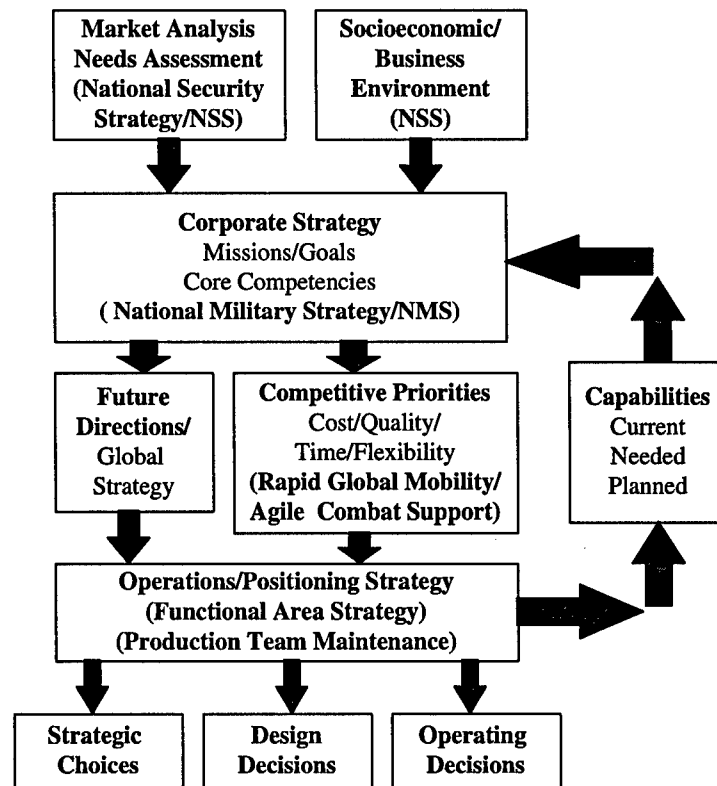 Market Analysis
Needs Assessment
(National Security
Strategy/NSS)
Socioeconomic/
Business
Environment
(NSS)
Corporate Strategy
Missions/Goals
Core Competencies
( National Military Strategy/NMS)
Future
Directions/
Global
Strategy
Competitive Priorities
Cost/Quality/
Time/Flexibility
(Rapid Global Mobility/
Agile Combat Support)
Capabilities
Current
Needed
Planned
Operations/Positioning Strategy
(Functional Area Strategy)
(Production Team Maintenance)
Strategic
Choices
Design
Decisions
Operating
Decisions